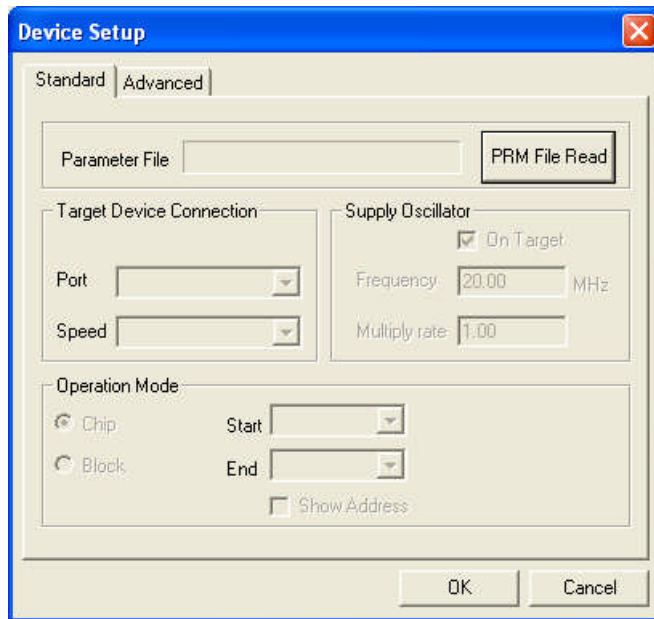 Device Setup
Standard Advanced
Parameter File PRM File Read
Target Device Connection Supply Oscillator
On Target
Port Frequency 20.00 MHz
Speed Multiply rate 1.00
Operation Mode
Chip Start
Block End
Show Address
OK Cancel